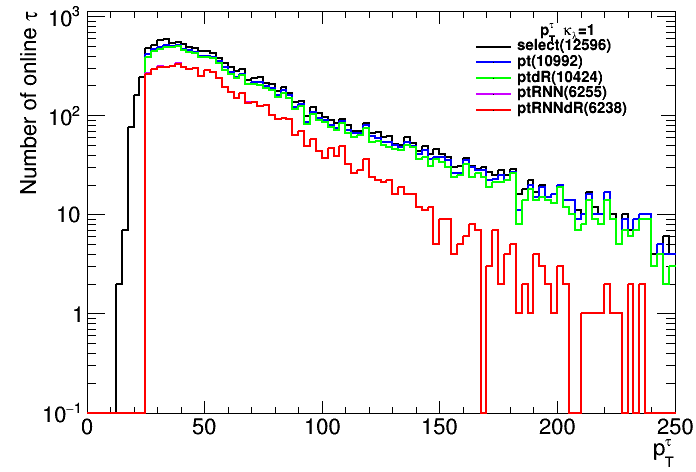 Number of online τ
10³
10²
10
1
10⁻¹
0 50 100 150 200 250
p_T^τ
p_T^τ κ_λ=1
select(12596)
pt(10992)
ptdR(10424)
ptRNN(6255)
ptRNNdR(6238)